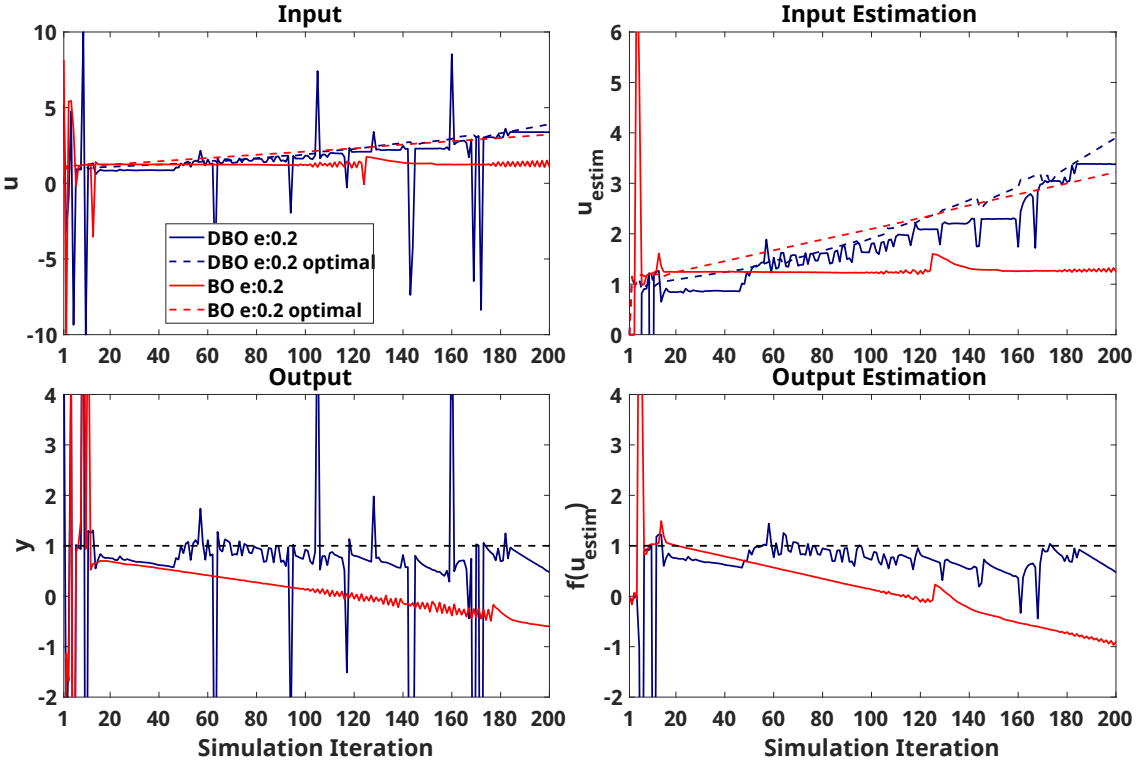 Input
10
5
0
-5
-10
u
DBO e:0.2
DBO e:0.2 optimal
BO e:0.2
BO e:0.2 optimal
1 20 40 60 80 100 120 140 160 180 200
Input Estimation
6
5
4
3
2
1
0
u_estim
1 20 40 60 80 100 120 140 160 180 200
Output
4
3
2
1
0
-1
-2
y
1 20 40 60 80 100 120 140 160 180 200
Simulation Iteration
Output Estimation
4
3
2
1
0
-1
-2
f(u_estim)
1 20 40 60 80 100 120 140 160 180 200
Simulation Iteration